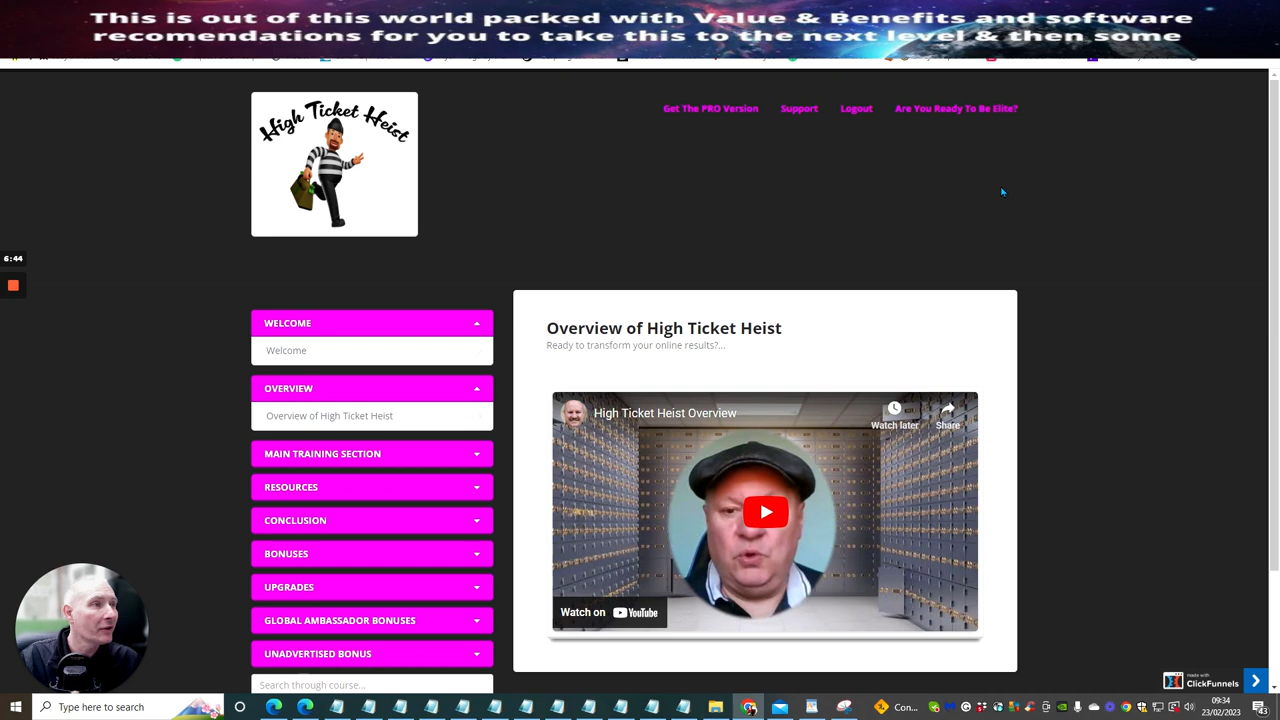 This is out of this world packed with Value & Benefits and software
recomendations for you to take this to the next level & then some
High Ticket Heist
Get The PRO Version
Support
Logout
Are You Ready To Be Elite?
6:44
WELCOME
Welcome
OVERVIEW
Overview of High Ticket Heist
MAIN TRAINING SECTION
RESOURCES
CONCLUSION
BONUSES
UPGRADES
GLOBAL AMBASSADOR BONUSES
UNADVERTISED BONUS
Search through course...
Overview of High Ticket Heist
Ready to transform your online results?...
High Ticket Heist Overview
Watch later
Share
Watch on YouTube
made with
ClickFunnels
Type here to search
Con...
09:34
23/02/2023